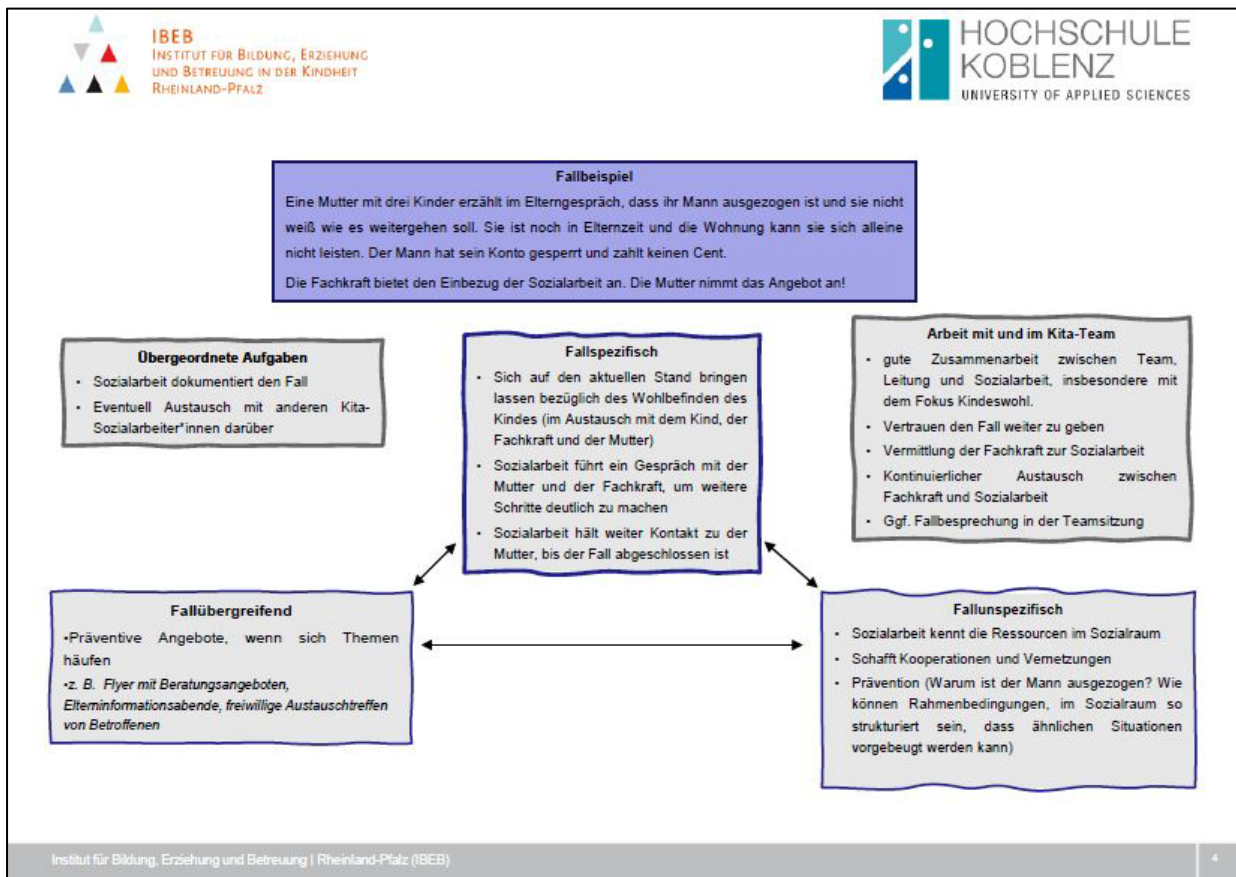 IBEB
INSTITUT FÜR BILDUNG, ERZIEHUNG
UND BETREUUNG IN DER KINDHEIT
RHEINLAND-PFALZ
HOCHSCHULE
KOBLENZ
UNIVERSITY OF APPLIED SCIENCES
Fallbeispiel
Eine Mutter mit drei Kinder erzählt im Elterngespräch, dass ihr Mann ausgezogen ist und sie nicht
weiß wie es weitergehen soll. Sie ist noch in Elternzeit und die Wohnung kann sie sich alleine
nicht leisten. Der Mann hat sein Konto gesperrt und zahlt keinen Cent.
Die Fachkraft bietet den Einbezug der Sozialarbeit an. Die Mutter nimmt das Angebot an!
Übergeordnete Aufgaben
• Sozialarbeit dokumentiert den Fall
• Eventuell Austausch mit anderen Kita-
Sozialarbeiter*innen darüber
Fallspezifisch
• Sich auf den aktuellen Stand bringen
lassen bezüglich des Wohlbefinden des
Kindes (im Austausch mit dem Kind, der
Fachkraft und der Mutter)
• Sozialarbeit führt ein Gespräch mit der
Mutter und der Fachkraft, um weitere
Schritte deutlich zu machen
• Sozialarbeit hält weiter Kontakt zu der
Mutter, bis der Fall abgeschlossen ist
Arbeit mit und im Kita-Team
• gute Zusammenarbeit zwischen Team,
Leitung und Sozialarbeit, insbesondere mit
dem Fokus Kindeswohl.
• Vertrauen den Fall weiter zu geben
• Vermittlung der Fachkraft zur Sozialarbeit
• Kontinuierlicher Austausch zwischen
Fachkraft und Sozialarbeit
• Ggf. Fallbesprechung in der Teamsitzung
Fallübergreifend
•Präventive Angebote, wenn sich Themen
häufen
•z. B. Flyer mit Beratungsangeboten,
Elterninformationsabende, freiwillige Austauschtreffen
von Betroffenen
Fallunspezifisch
• Sozialarbeit kennt die Ressourcen im Sozialraum
• Schafft Kooperationen und Vernetzungen
• Prävention (Warum ist der Mann ausgezogen? Wie
können Rahmenbedingungen, im Sozialraum so
strukturiert sein, dass ähnlichen Situationen
vorgebeugt werden kann)
Institut für Bildung, Erziehung und Betreuung | Rheinland-Pfalz (IBEB)
4